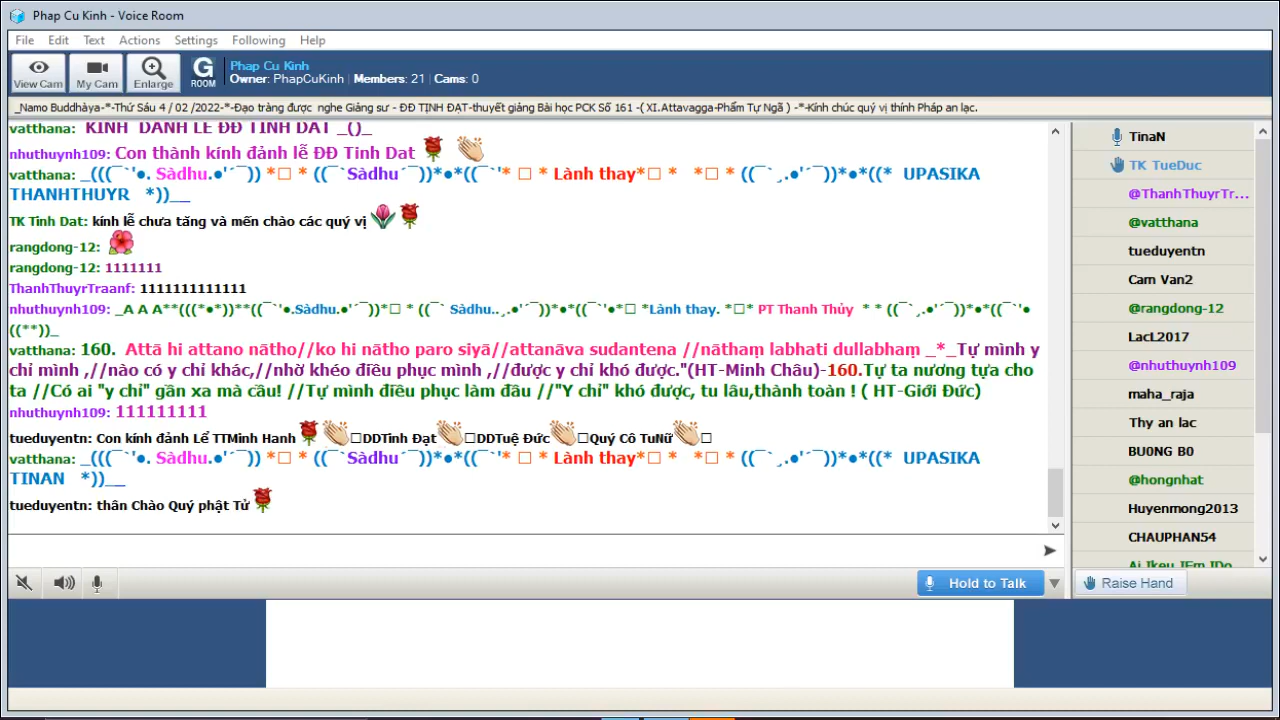 Phap Cu Kinh - Voice Room
File Edit Text Actions Settings Following Help
View Cam My Cam Enlarge G ROOM
Phap Cu Kinh
Owner: PhapCuKinh Members: 21 Cams: 0
_Namo Buddhàya-*-Thứ Sáu 4 / 02 /2022-*-Đạo tràng được nghe Giảng sư - ĐĐ TỊNH ĐẠT-thuyết giảng Bài học PCK Số 161 -( XI.Attavagga-Phẩm Tự Ngã ) -*-Kính chúc quý vị thính Pháp an lạc.
vatthana: KINH DANH LE ĐĐ TINH DAT _()_
nhuthuynh109: Con thành kính đảnh lễ ĐĐ Tinh Dat
vatthana: _(((¯`'●. Sàdhu.●'´¯)) *□ * ((¯`Sàdhu´¯))*●*((¯`'* □ * Lành thay*□ * *□ * ((¯`¸.●'´¯))*●*((* UPASIKA
THANHTHUYR *))__
TK Tinh Dat: kính lễ chưa tăng và mến chào các quý vị
rangdong-12:
rangdong-12: 1111111
ThanhThuyrTraanf: 1111111111111
nhuthuynh109: _A A A**(((*●*))**((¯`'●.Sàdhu.●'´¯))*□ * ((¯` Sàdhu..¸.●'´¯))*●*((¯`'●*□ *Lành thay. *□* PT Thanh Thủy * * ((¯`¸.●'´¯))*●*((¯`'●
((**))_
vatthana: 160. Attā hi attano nātho//ko hi nātho paro siyā//attanāva sudantena //nāthaṃ labhati dullabhaṃ _*_Tự mình y
chỉ mình ,//nào có y chỉ khác,//nhờ khéo điều phục mình ,//được y chỉ khó được."(HT-Minh Châu)-160.Tự ta nương tựa cho
ta //Có ai "y chỉ" gần xa mà cầu! //Tự mình điều phục làm đầu //"Y chỉ" khó được, tu lâu,thành toàn ! ( HT-Giới Đức)
nhuthuynh109: 111111111
tueduyentn: Con kính đảnh Lể TTMinh Hanh □DDTinh Đạt □DDTuệ Đức □Quý Cô TuNữ □
vatthana: _(((¯`'●. Sàdhu.●'´¯)) *□ * ((¯`Sàdhu´¯))*●*((¯`'* □ * Lành thay*□ * *□ * ((¯`¸.●'´¯))*●*((* UPASIKA
TINAN *))__
tueduyentn: thân Chào Quý phật Tử
Hold to Talk
TinaN
TK TueDuc
@ThanhThuyrTr...
@vatthana
tueduyentn
Cam Van2
@rangdong-12
LacL2017
@nhuthuynh109
maha_raja
Thy an lac
BU0NG B0
@hongnhat
Huyenmong2013
CHAUPHAN54
Raise Hand